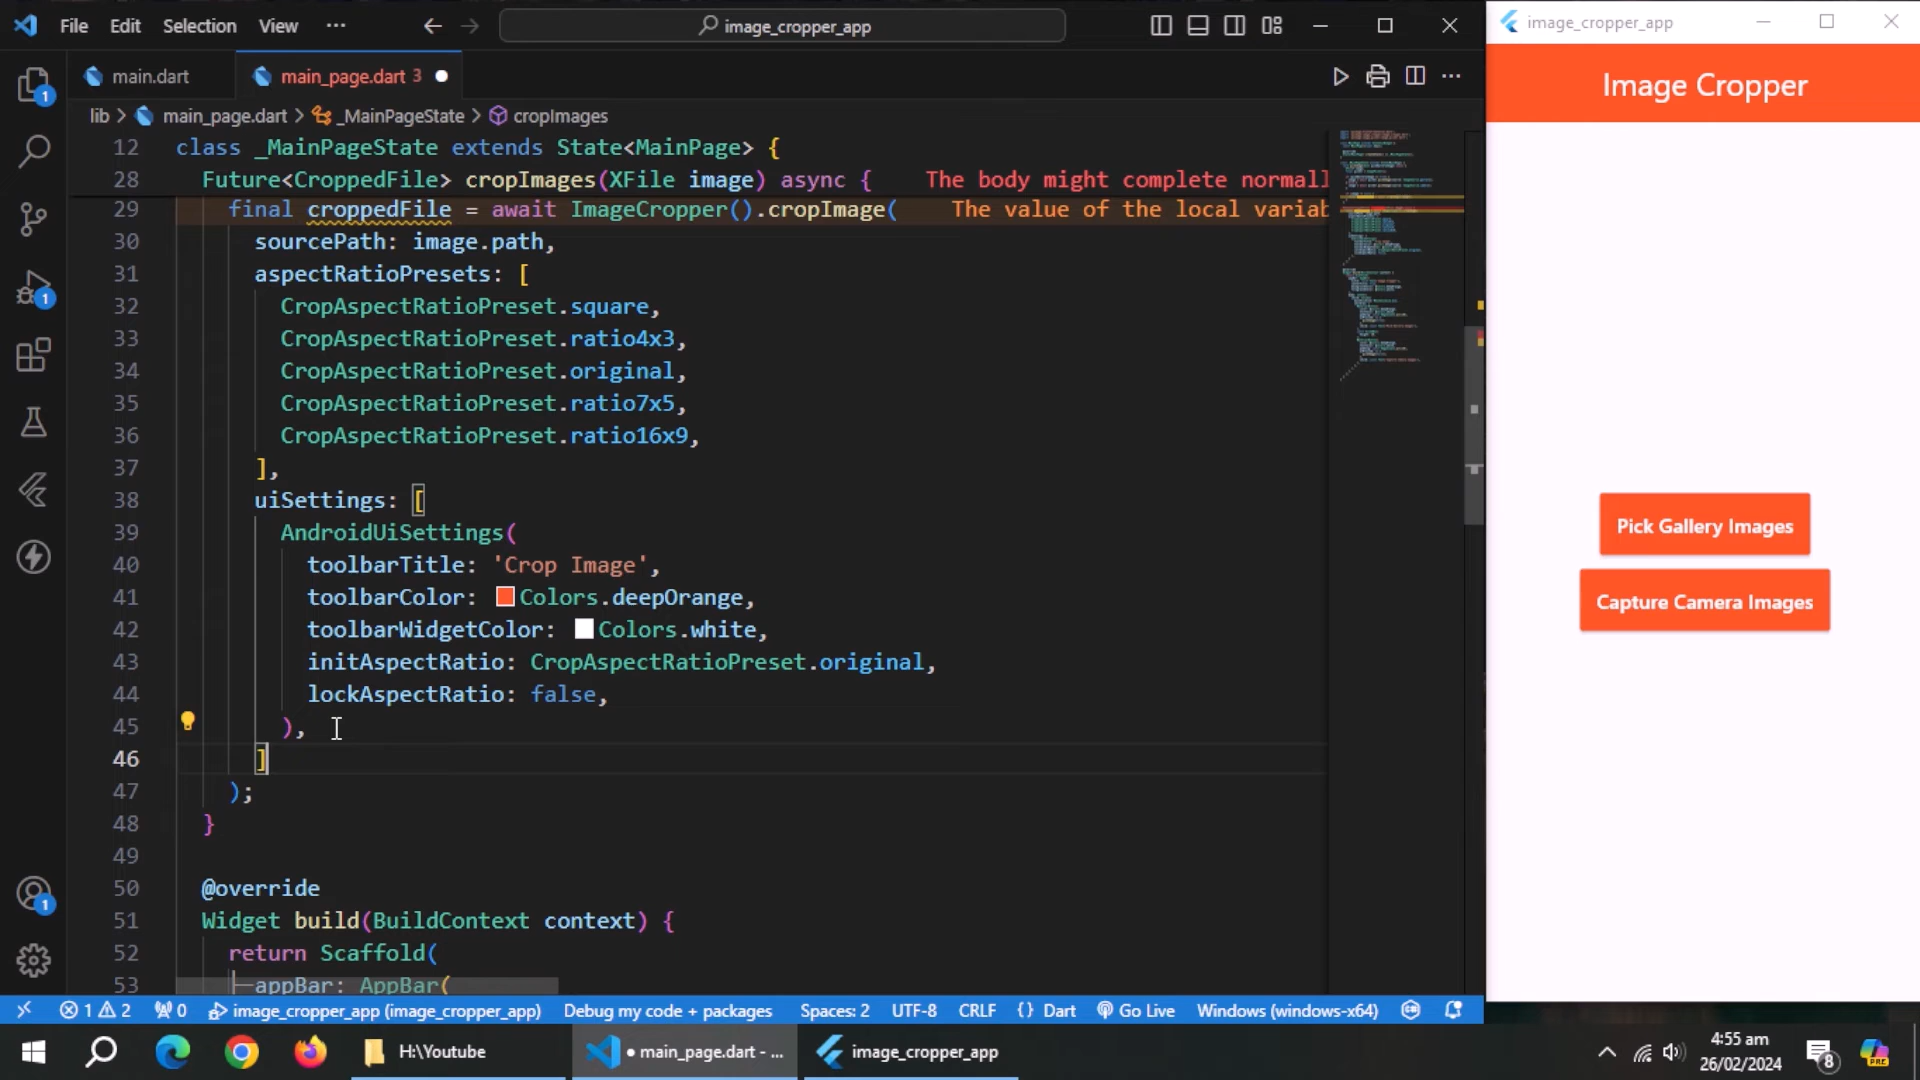 File Edit Selection View ··· image_cropper_app
main.dart
main_page.dart 3
lib > main_page.dart > _MainPageState > cropImages
12 class _MainPageState extends State<MainPage> {
28 Future<CroppedFile> cropImages(XFile image) async { The body might complete normall
29 final croppedFile = await ImageCropper().cropImage( The value of the local variab
30 sourcePath: image.path,
31 aspectRatioPresets: [
32 CropAspectRatioPreset.square,
33 CropAspectRatioPreset.ratio4x3,
34 CropAspectRatioPreset.original,
35 CropAspectRatioPreset.ratio7x5,
36 CropAspectRatioPreset.ratio16x9,
37 ],
38 uiSettings: [
39 AndroidUiSettings(
40 toolbarTitle: 'Crop Image',
41 toolbarColor: Colors.deepOrange,
42 toolbarWidgetColor: Colors.white,
43 initAspectRatio: CropAspectRatioPreset.original,
44 lockAspectRatio: false,
45 ),
46 ]
47 );
48 }
49
50 @override
51 Widget build(BuildContext context) {
52 return Scaffold(
53 appBar: AppBar(
1
1
1
image_cropper_app
Image Cropper
Pick Gallery Images
Capture Camera Images
1 2 0 image_cropper_app (image_cropper_app) Debug my code + packages Spaces: 2 UTF-8 CRLF {} Dart Go Live Windows (windows-x64)
H:\Youtube
● main_page.dart - ...
image_cropper_app
4:55 am
26/02/2024
8
PRE